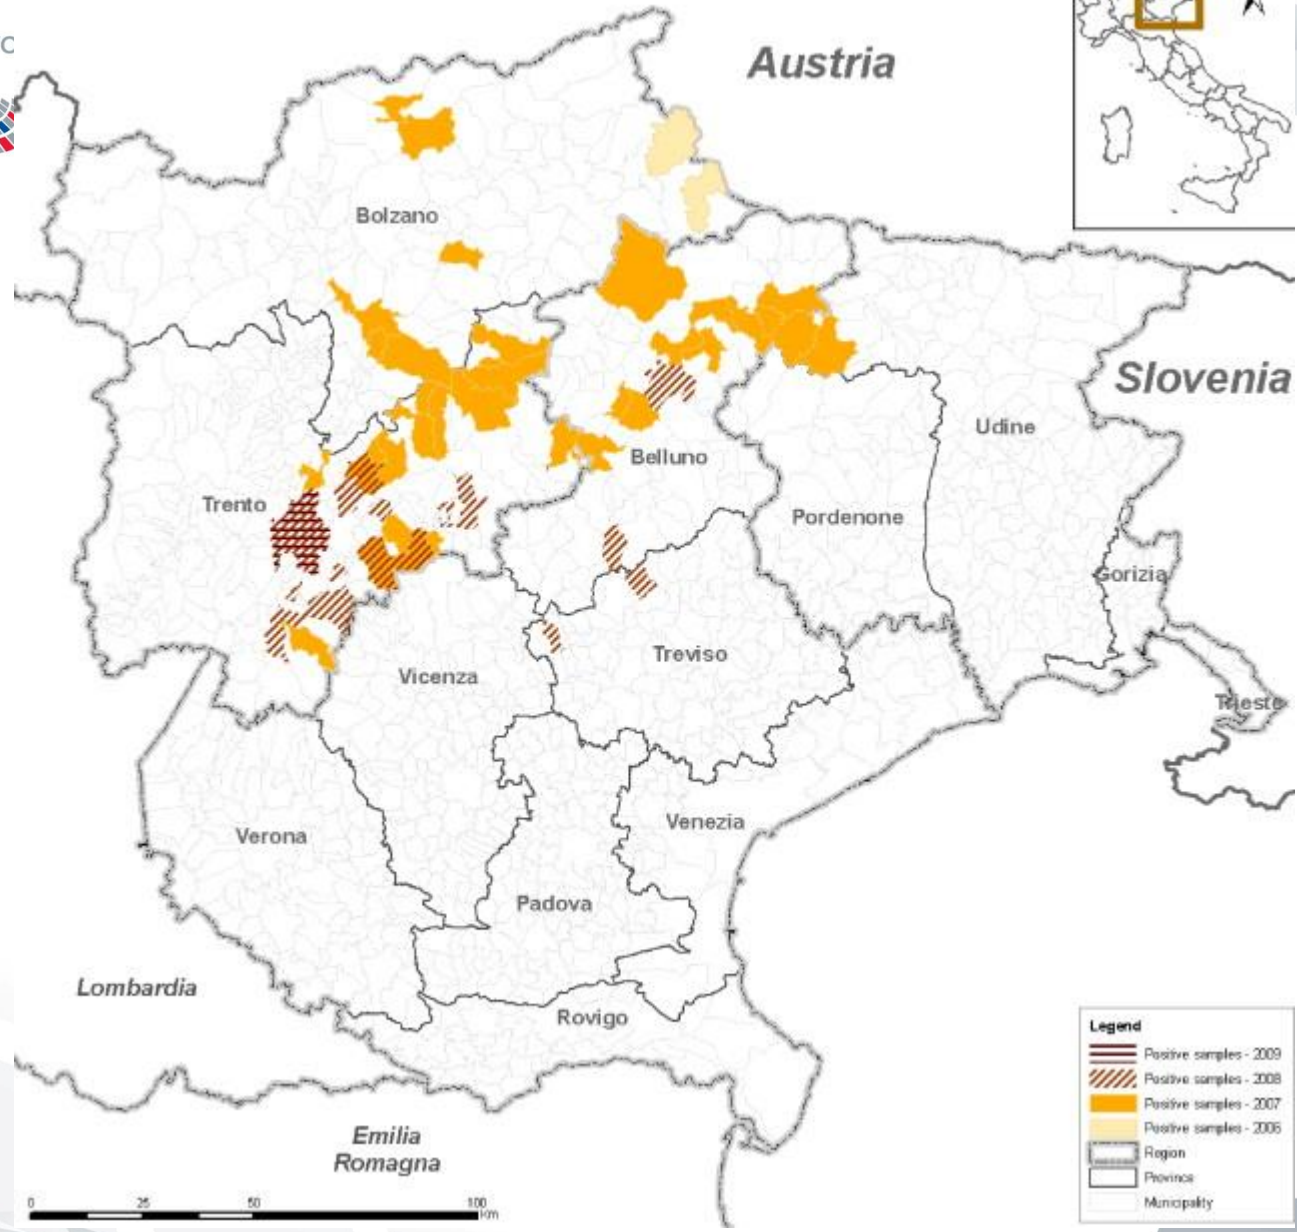 C
Austria
Bolzano
Slovenia
Udine
Belluno
Trento
Pordenone
Gorizia
Treviso
Vicenza
Trieste
Venezia
Verona
Padova
Lombardia
Rovigo
Emilia
Romagna
Legend
Positive samples - 2009
Positive samples - 2008
Positive samples - 2007
Positive samples - 2006
Region
Province
Municipality
0 25 50 100
Km